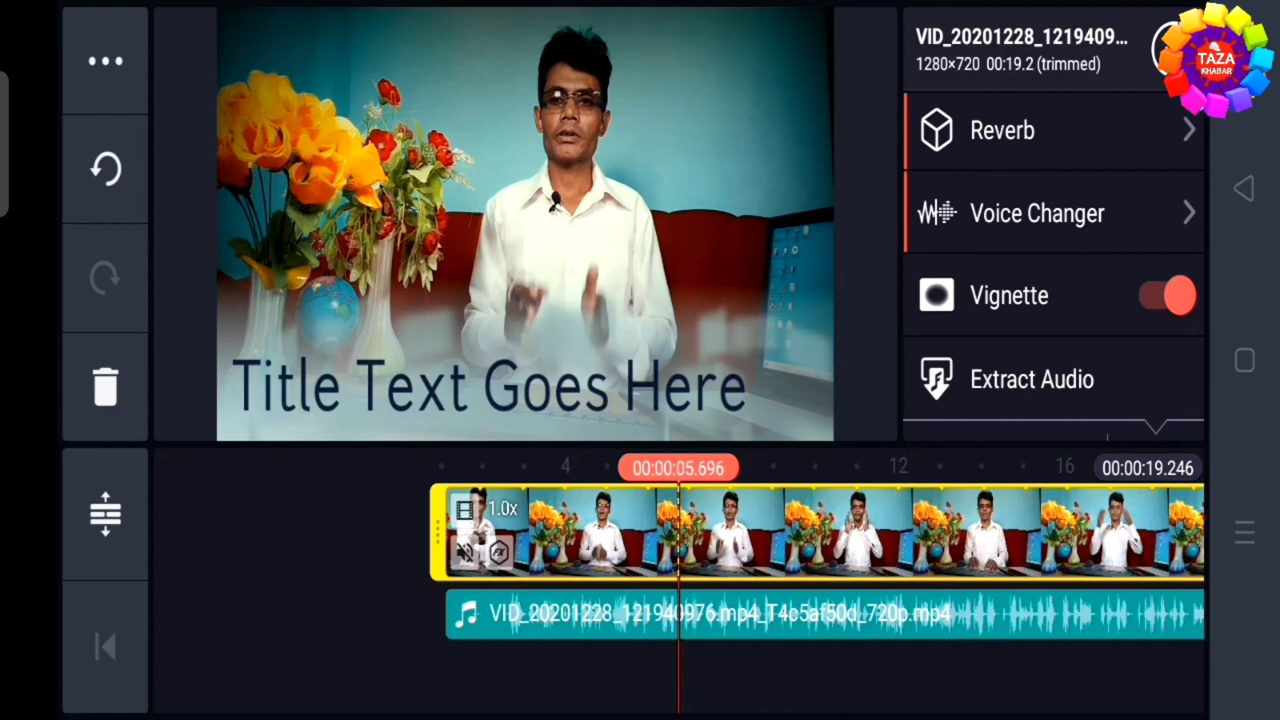 VID_20201228_1219409...
1280×720 00:19.2 (trimmed)
TAZA
KHABAR
Reverb
Voice Changer
Vignette
Extract Audio
Title Text Goes Here
4
00:00:05.696
12
16
00:00:19.246
1.0x
VID_20201228_121940976.mp4_T4c5af50d_720p.mp4